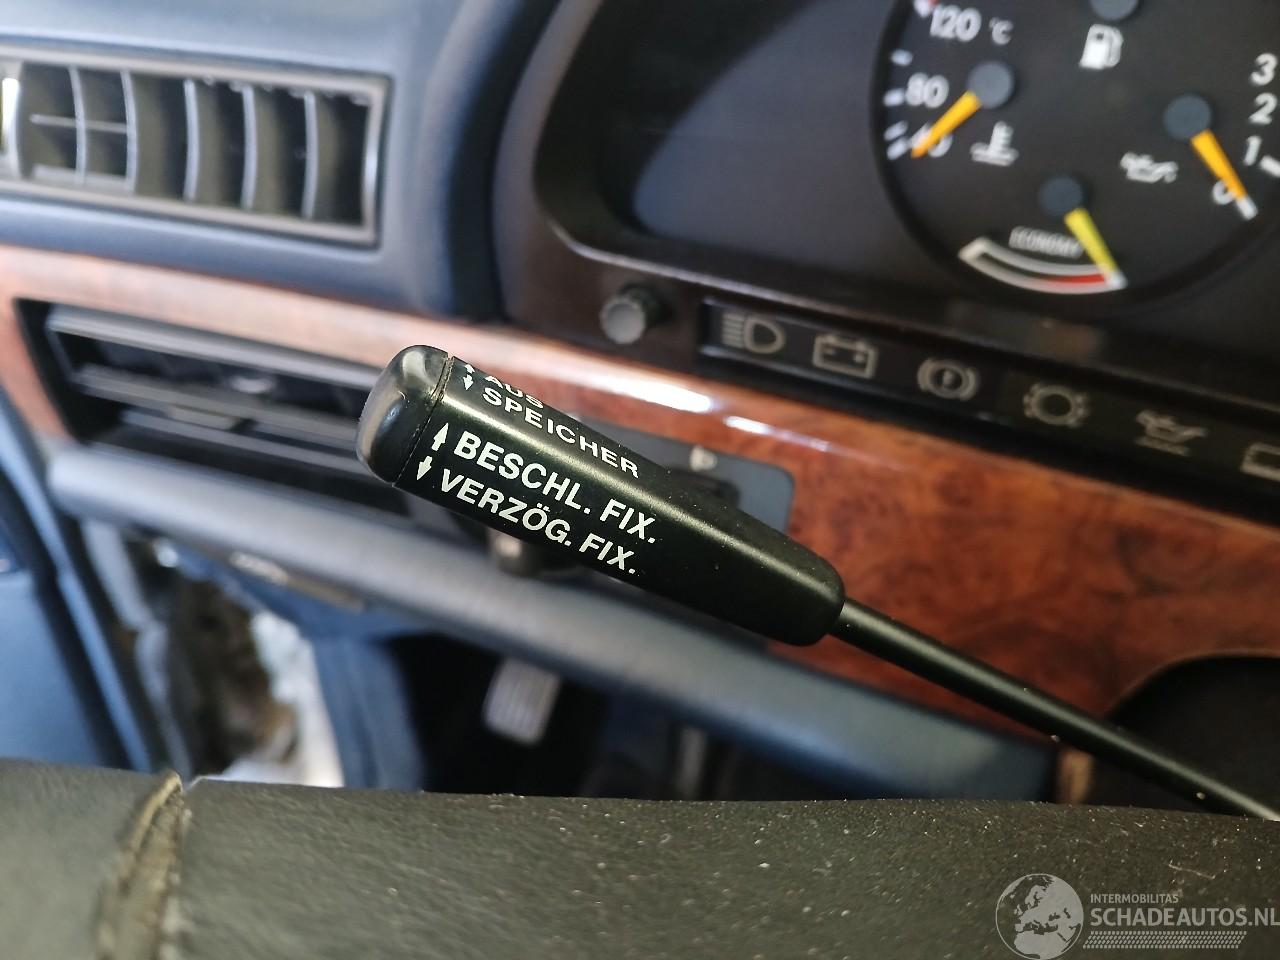 120 °C
80
40
3
2
1
0
ECONOMY
↑ AUS
↓ SPEICHER
↑ BESCHL. FIX.
↓ VERZÖG. FIX.
INTERMOBILITAS
SCHADEAUTOS.NL